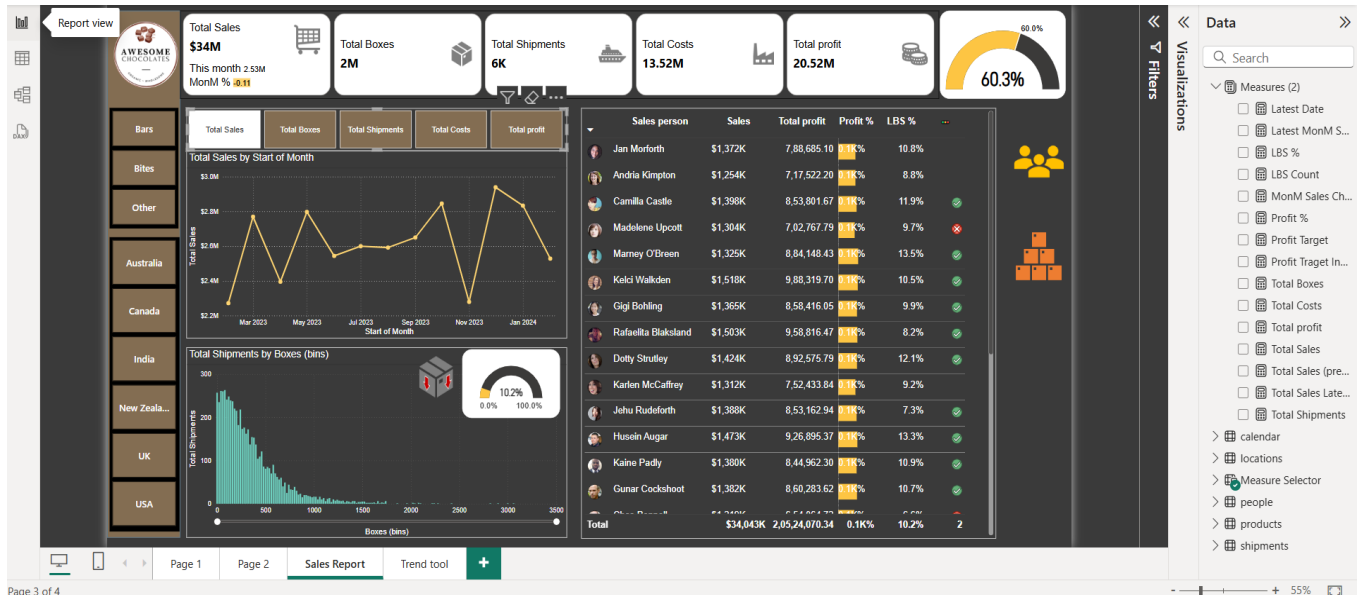 Report view
AWESOME
CHOCOLATES
Total Sales
$34M
This month 2.53M
MonM % -0.11
Total Boxes
2M
Total Shipments
6K
Total Costs
13.52M
Total profit
20.52M
60.0%
60.3%
Bars
Bites
Other
Australia
Canada
India
New Zeala...
UK
USA
Total Sales
Total Boxes
Total Shipments
Total Costs
Total profit
Total Sales by Start of Month
Total Sales
$3.0M
$2.8M
$2.6M
$2.4M
$2.2M
Mar 2023 May 2023 Jul 2023 Sep 2023 Nov 2023 Jan 2024
Start of Month
Total Shipments by Boxes (bins)
Total Shipments
300
200
100
0
0 500 1000 1500 2000 2500 3000 3500
Boxes (bins)
10.2%
0.0% 100.0%
Sales person Sales Total profit Profit % LBS %
Jan Morforth $1,372K 7,88,685.10 0.1K% 10.8%
Andria Kimpton $1,254K 7,17,522.20 0.1K% 8.8%
Camilla Castle $1,398K 8,53,801.67 0.1K% 11.9%
Madelene Upcott $1,304K 7,02,767.79 0.1K% 9.7%
Marney O'Breen $1,325K 8,84,148.43 0.1K% 13.5%
Kelci Walkden $1,518K 9,88,319.70 0.1K% 10.5%
Gigi Bohling $1,365K 8,58,416.05 0.1K% 9.9%
Rafaelita Blaksland $1,503K 9,58,816.47 0.1K% 8.2%
Dotty Strutley $1,424K 8,92,575.79 0.1K% 12.1%
Karlen McCaffrey $1,312K 7,52,433.84 0.1K% 9.2%
Jehu Rudeforth $1,388K 8,53,162.94 0.1K% 7.3%
Husein Augar $1,473K 9,26,895.37 0.1K% 13.3%
Kaine Padly $1,380K 8,44,962.30 0.1K% 10.9%
Gunar Cockshoot $1,382K 8,60,283.62 0.1K% 10.7%
Total $34,043K 2,05,24,070.34 0.1K% 10.2% 2
Filters
Visualizations
Data
Search
Measures (2)
Latest Date
Latest MonM S...
LBS %
LBS Count
MonM Sales Ch...
Profit %
Profit Target
Profit Traget In...
Total Boxes
Total Costs
Total profit
Total Sales
Total Sales (pre...
Total Sales Late...
Total Shipments
calendar
locations
Measure Selector
people
products
shipments
Page 1
Page 2
Sales Report
Trend tool
+
Page 3 of 4
- + 55%